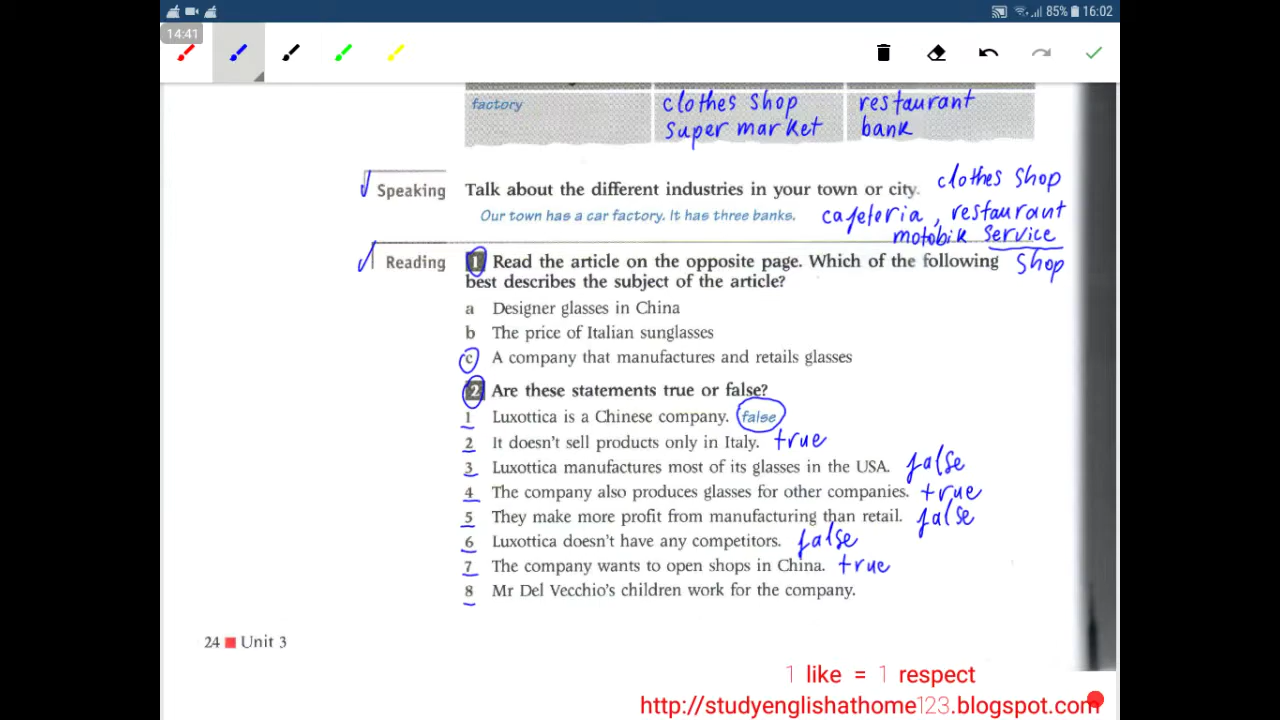 85% 16:02
14:41
factory clothes shop restaurant
super market bank
Speaking Talk about the different industries in your town or city. clothes shop
Our town has a car factory. It has three banks. cafeteria, restaurant
motobik service
Reading 1 Read the article on the opposite page. Which of the following shop
best describes the subject of the article?
a Designer glasses in China
b The price of Italian sunglasses
c A company that manufactures and retails glasses
2 Are these statements true or false?
1 Luxottica is a Chinese company. false
2 It doesn't sell products only in Italy. true
3 Luxottica manufactures most of its glasses in the USA. false
4 The company also produces glasses for other companies. true
5 They make more profit from manufacturing than retail. false
6 Luxottica doesn't have any competitors. false
7 The company wants to open shops in China. true
8 Mr Del Vecchio's children work for the company.
24 Unit 3
1 like = 1 respect
http://studyenglishathome123.blogspot.com